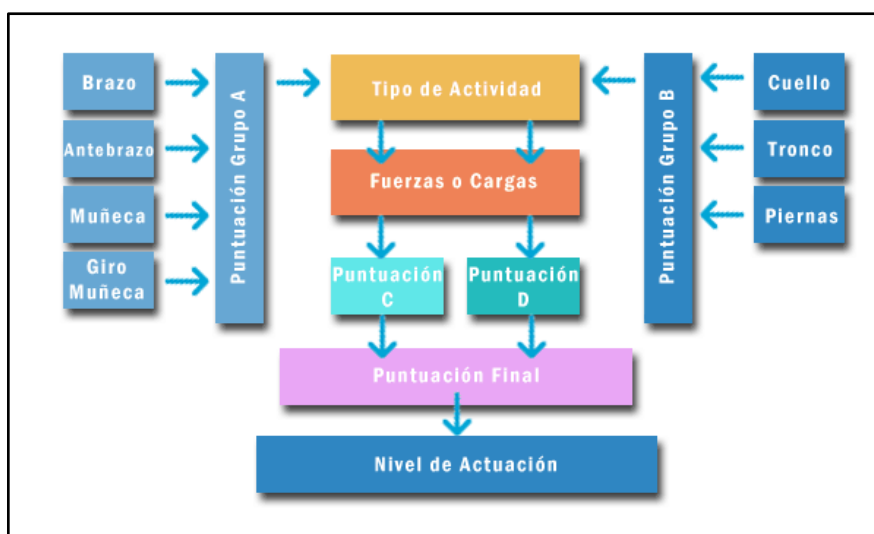 Brazo
Antebrazo
Muñeca
Giro
Muñeca
Puntuación Grupo A
Tipo de Actividad
Fuerzas o Cargas
Puntuación
C
Puntuación
D
Puntuación Final
Nivel de Actuación
Puntuación Grupo B
Cuello
Tronco
Piernas